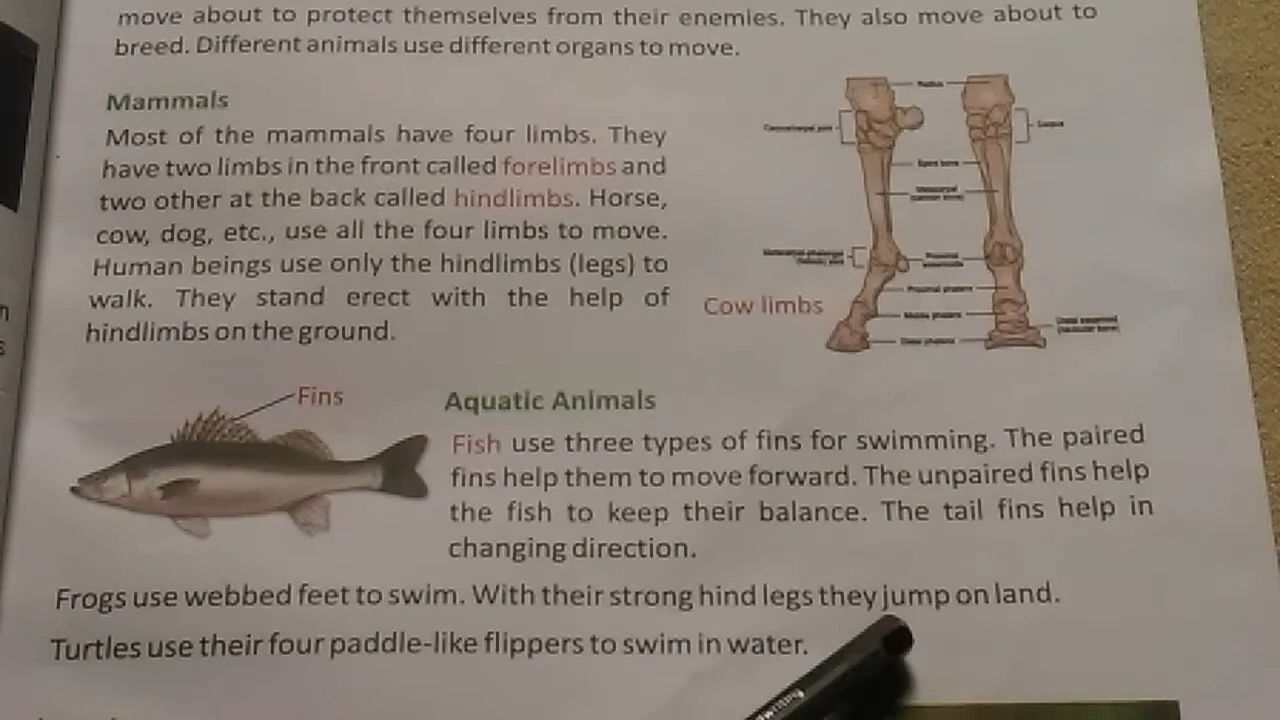 move about to protect themselves from their enemies. They also move about to
breed. Different animals use different organs to move.
Mammals
Most of the mammals have four limbs. They
have two limbs in the front called forelimbs and
two other at the back called hindlimbs. Horse,
cow, dog, etc., use all the four limbs to move.
Human beings use only the hindlimbs (legs) to
walk. They stand erect with the help of
hindlimbs on the ground.
Radius
Carpus
Cow limbs
Fins
Aquatic Animals
Fish use three types of fins for swimming. The paired
fins help them to move forward. The unpaired fins help
the fish to keep their balance. The tail fins help in
changing direction.
Frogs use webbed feet to swim. With their strong hind legs they jump on land.
Turtles use their four paddle-like flippers to swim in water.